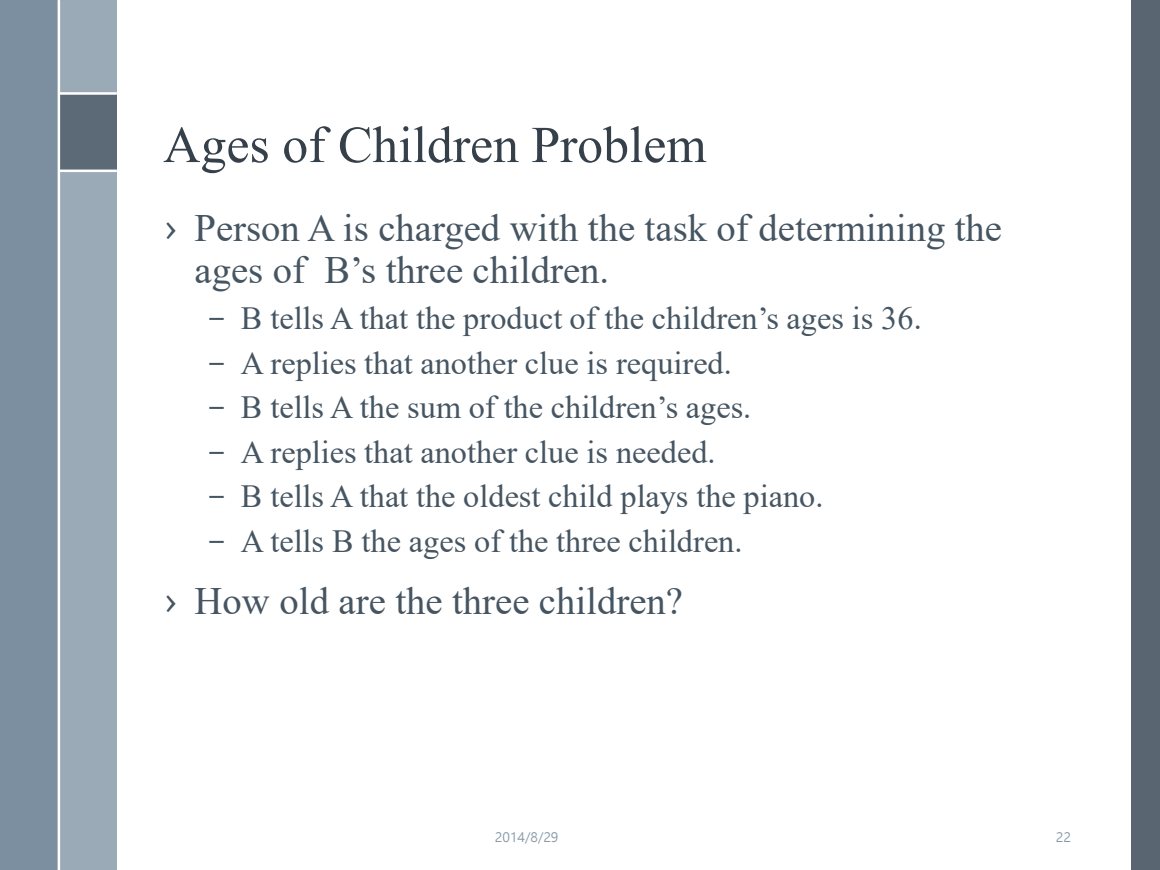 Ages of Children Problem
› Person A is charged with the task of determining the
ages of  B’s three children.
– B tells A that the product of the children’s ages is 36.
– A replies that another clue is required.
– B tells A the sum of the children’s ages.
– A replies that another clue is needed.
– B tells A that the oldest child plays the piano.
– A tells B the ages of the three children.
› How old are the three children?
2014/8/29
22